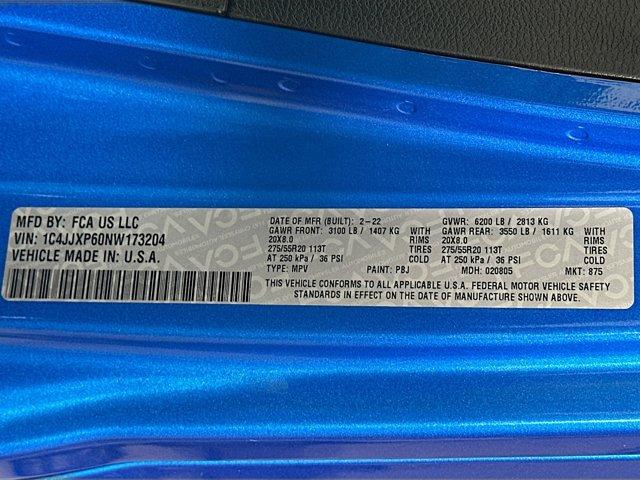 MFD BY: FCA US LLC
VIN: 1C4JJXP60NW173204
VEHICLE MADE IN: U.S.A.
DATE OF MFR (BUILT): 2-22 GVWR: 6200 LB / 2813 KG
GAWR FRONT: 3100 LB / 1407 KG WITH GAWR REAR: 3550 LB / 1611 KG WITH
20X8.0 RIMS 20X8.0 RIMS
275/55R20 113T TIRES 275/55R20 113T TIRES
AT 250 kPa / 36 PSI COLD AT 250 kPa / 36 PSI COLD
TYPE: MPV PAINT: PBJ MDH: 020805 MKT: 875
THIS VEHICLE CONFORMS TO ALL APPLICABLE U.S.A. FEDERAL MOTOR VEHICLE SAFETY
STANDARDS IN EFFECT ON THE DATE OF MANUFACTURE SHOWN ABOVE.